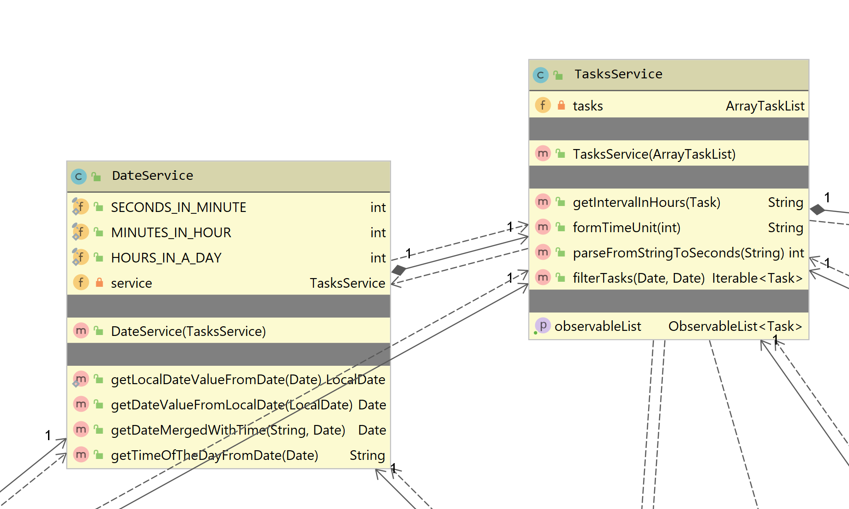 TasksService
tasks ArrayTaskList
TasksService(ArrayTaskList)
getIntervalInHours(Task) String
formTimeUnit(int) String
parseFromStringToSeconds(String) int
filterTasks(Date, Date) Iterable<Task>
observableList ObservableList<Task>
DateService
SECONDS_IN_MINUTE int
MINUTES_IN_HOUR int
HOURS_IN_A_DAY int
service TasksService
DateService(TasksService)
getLocalDateValueFromDate(Date) LocalDate
getDateValueFromLocalDate(LocalDate) Date
getDateMergedWithTime(String, Date) Date
getTimeOfTheDayFromDate(Date) String
1
1
1
1
1
1
1
1